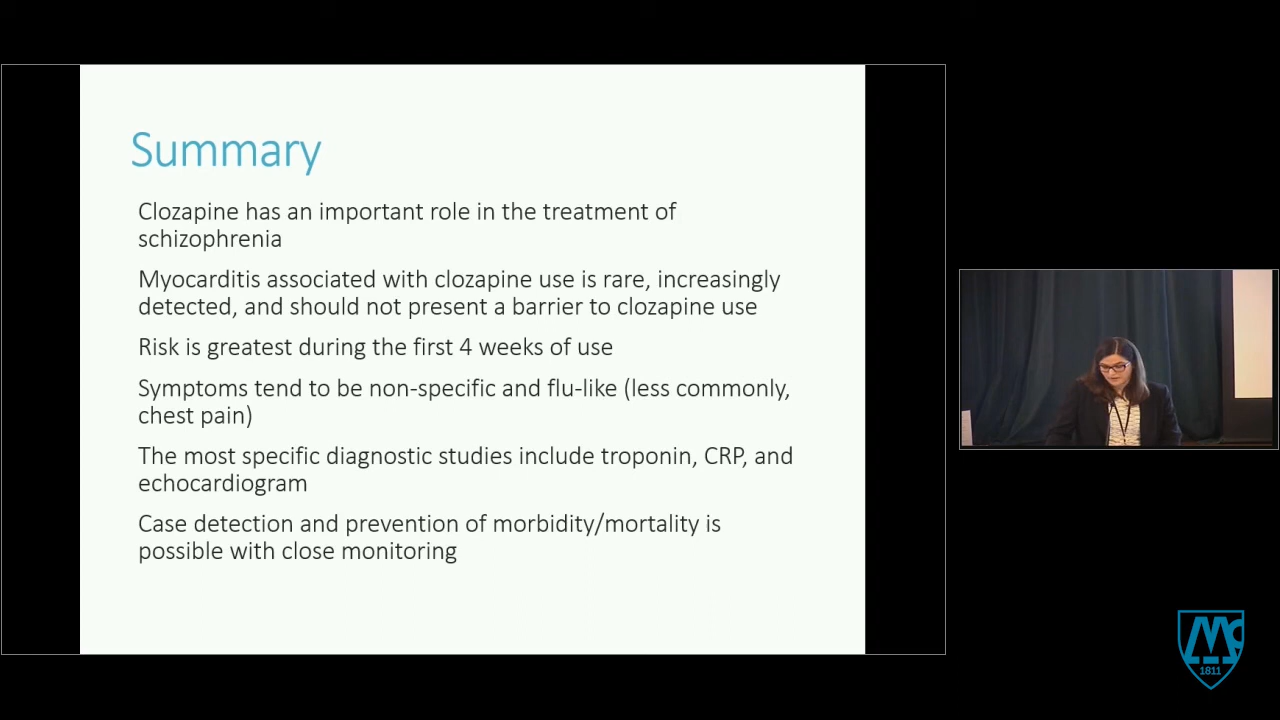 Summary
Clozapine has an important role in the treatment of
schizophrenia
Myocarditis associated with clozapine use is rare, increasingly
detected, and should not present a barrier to clozapine use
Risk is greatest during the first 4 weeks of use
Symptoms tend to be non-specific and flu-like (less commonly,
chest pain)
The most specific diagnostic studies include troponin, CRP, and
echocardiogram
Case detection and prevention of morbidity/mortality is
possible with close monitoring
Mc
1811